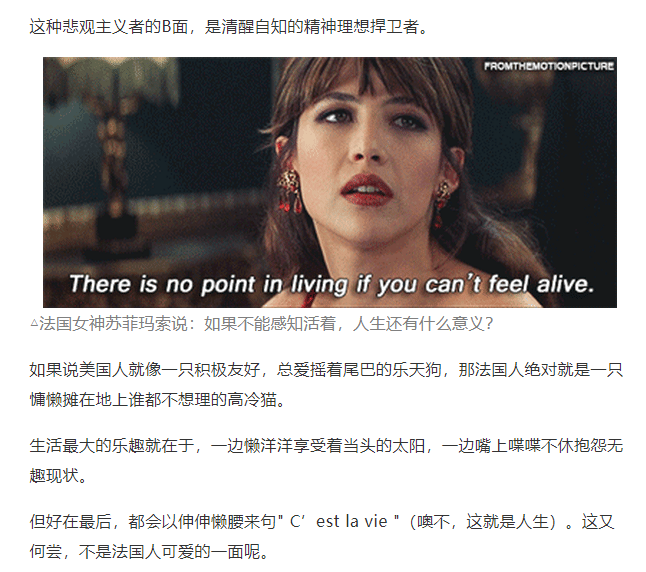 这种悲观主义者的B面，是清醒自知的精神理想捍卫者。
FROMTHEMOTIONPICTURE
There is no point in living if you can't feel alive.
△法国女神苏菲玛索说：如果不能感知活着，人生还有什么意义？
如果说美国人就像一只积极友好，总爱摇着尾巴的乐天狗，那法国人绝对就是一只
慵懒摊在地上谁都不想理的高冷猫。
生活最大的乐趣就在于，一边懒洋洋享受着当头的太阳，一边嘴上喋喋不休抱怨无
趣现状。
但好在最后，都会以伸伸懒腰来句" C’est la vie "（噢不，这就是人生）。这又
何尝，不是法国人可爱的一面呢。